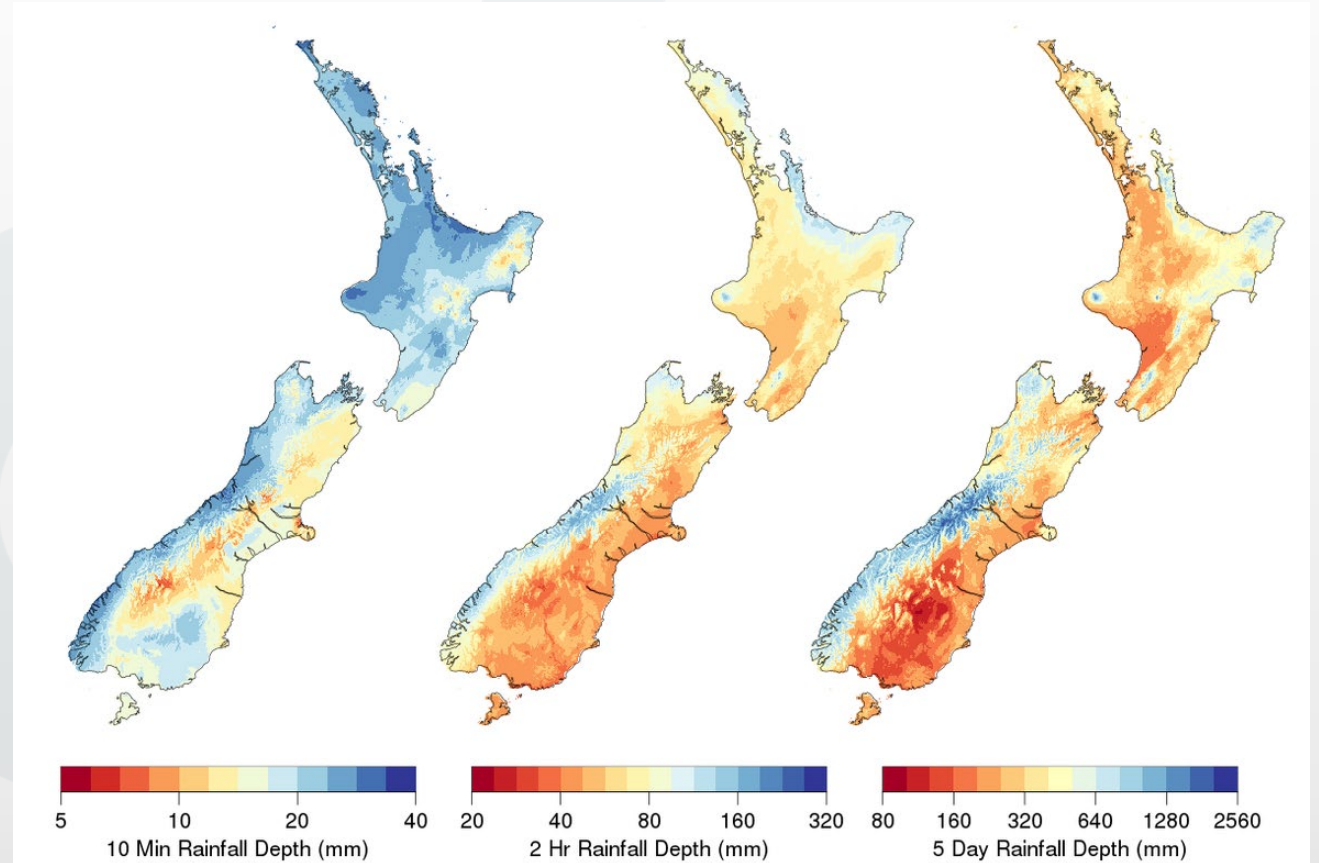 5 10 20 40
10 Min Rainfall Depth (mm)
20 40 80 160 320
2 Hr Rainfall Depth (mm)
80 160 320 640 1280 2560
5 Day Rainfall Depth (mm)